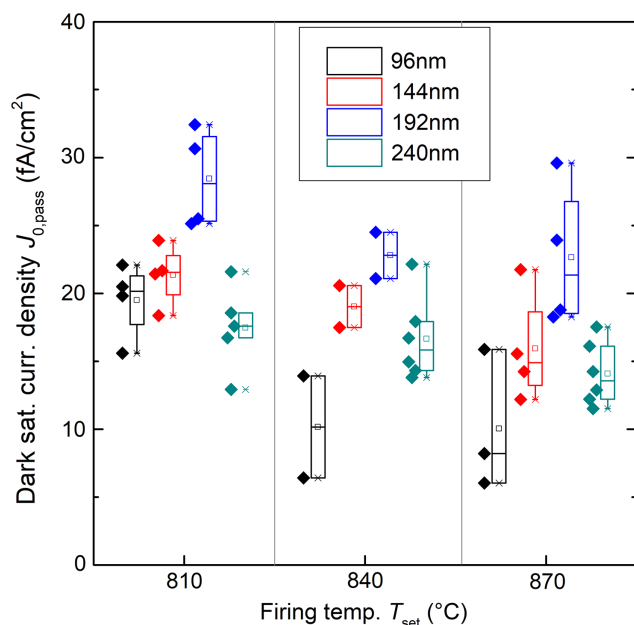 40
30
20
10
0
Dark sat. curr. density J0,pass (fA/cm²)
96nm
144nm
192nm
240nm
810
840
870
Firing temp. Tset (°C)